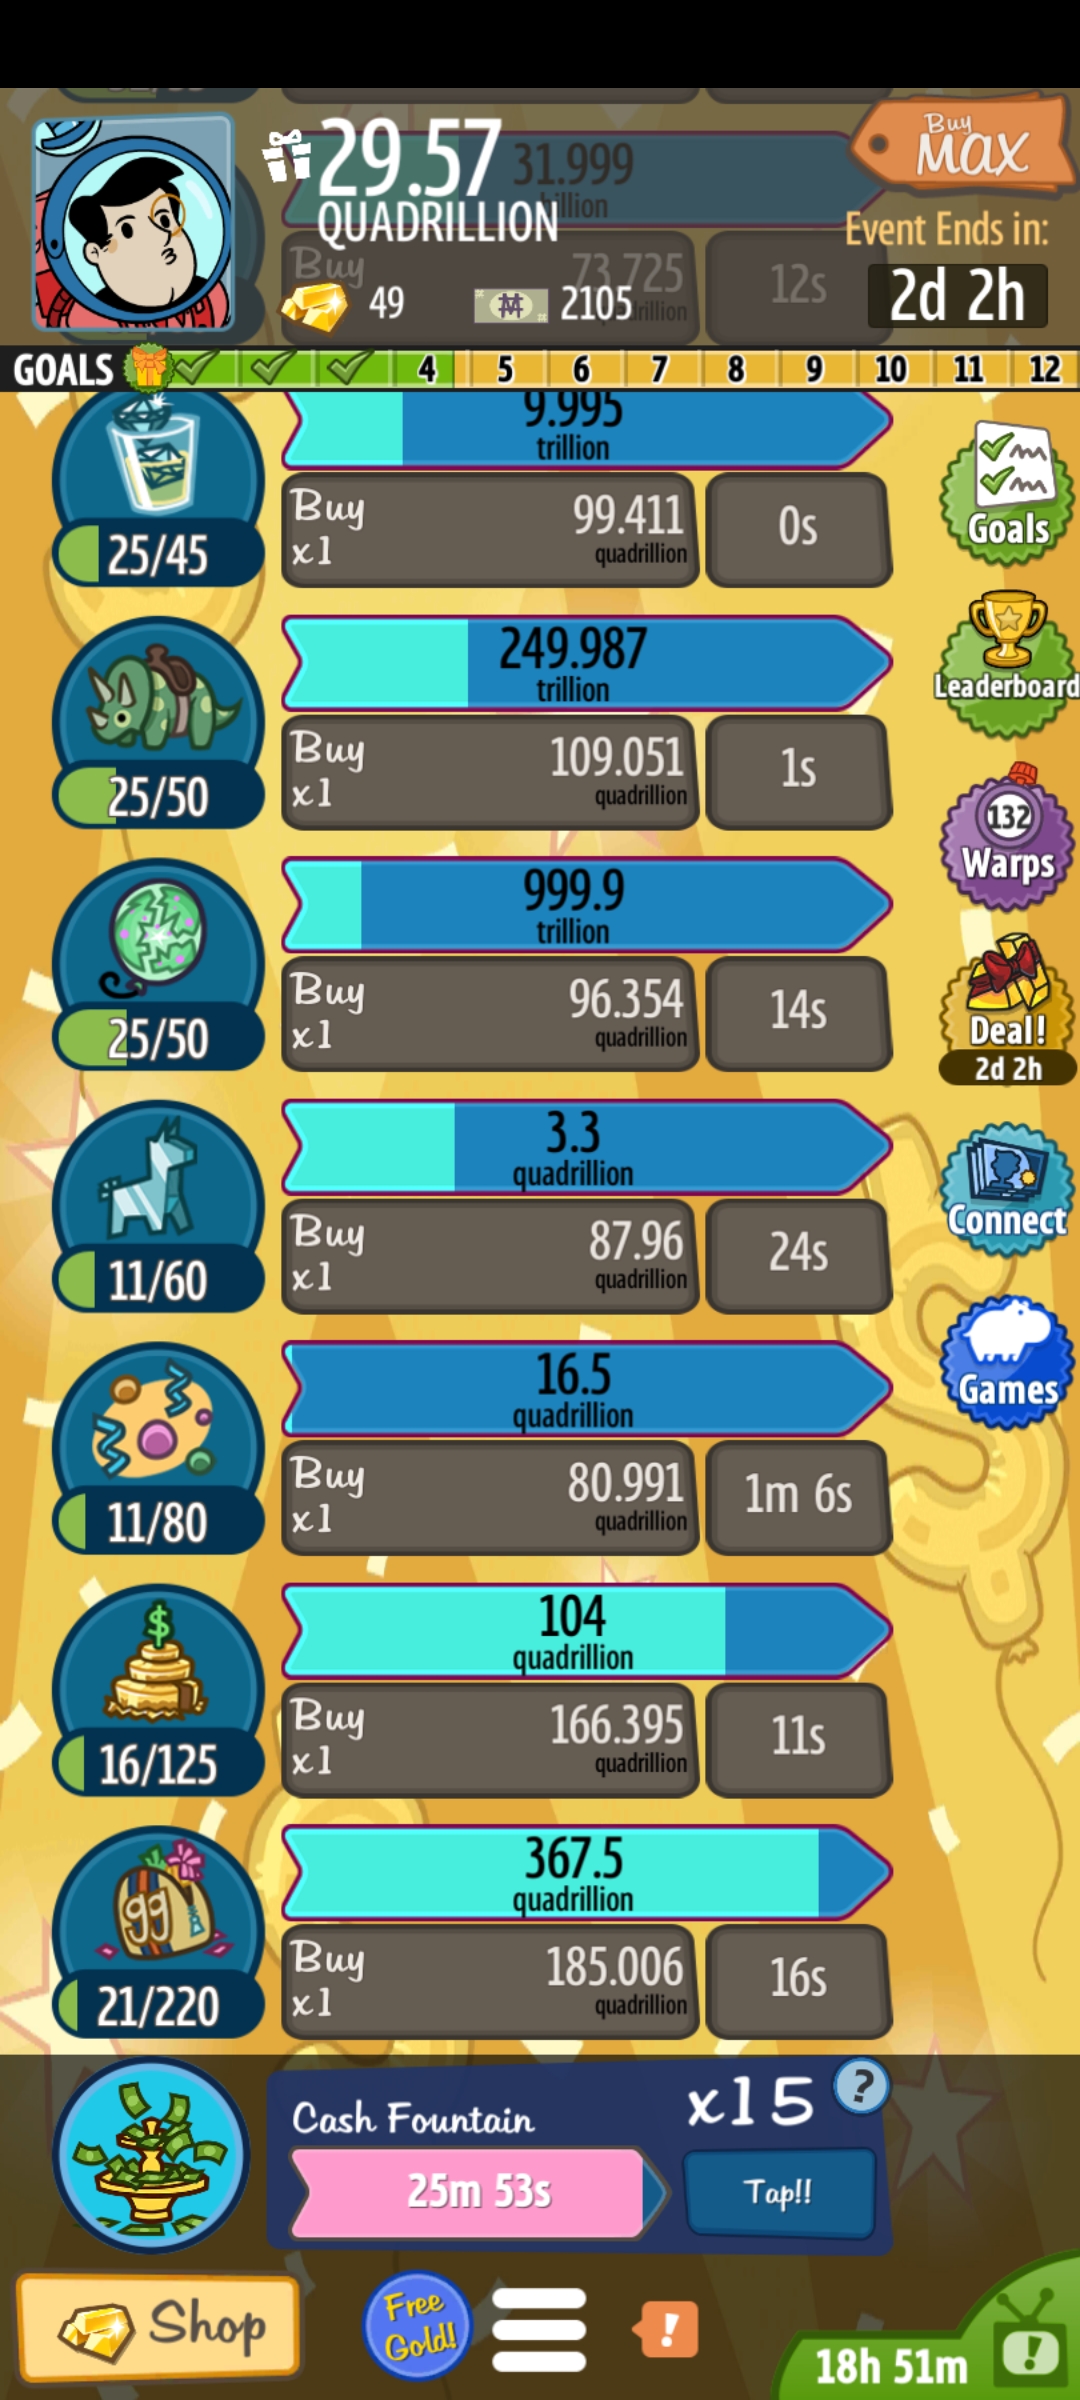 29.57
QUADRILLION
31.999
Buy
MAX
Event Ends in:
2d 2h
Buy
73.725
12s
49
2105
GOALS
4
5
6
7
8
9
10
11
12
9.995
trillion
Buy
x1
99.411
quadrillion
0s
25/45
Goals
249.987
trillion
Buy
x1
109.051
quadrillion
1s
25/50
Leaderboard
999.9
trillion
Buy
x1
96.354
quadrillion
14s
25/50
132
Warps
Deal!
2d 2h
3.3
quadrillion
Buy
x1
87.96
quadrillion
24s
11/60
Connect
16.5
quadrillion
Buy
x1
80.991
quadrillion
1m 6s
11/80
Games
$
104
quadrillion
Buy
x1
166.395
quadrillion
11s
16/125
99
367.5
quadrillion
Buy
x1
185.006
quadrillion
16s
21/220
Cash Fountain
x15
?
25m 53s
Tap!!
Shop
Free
Gold!
!
18h 51m
!